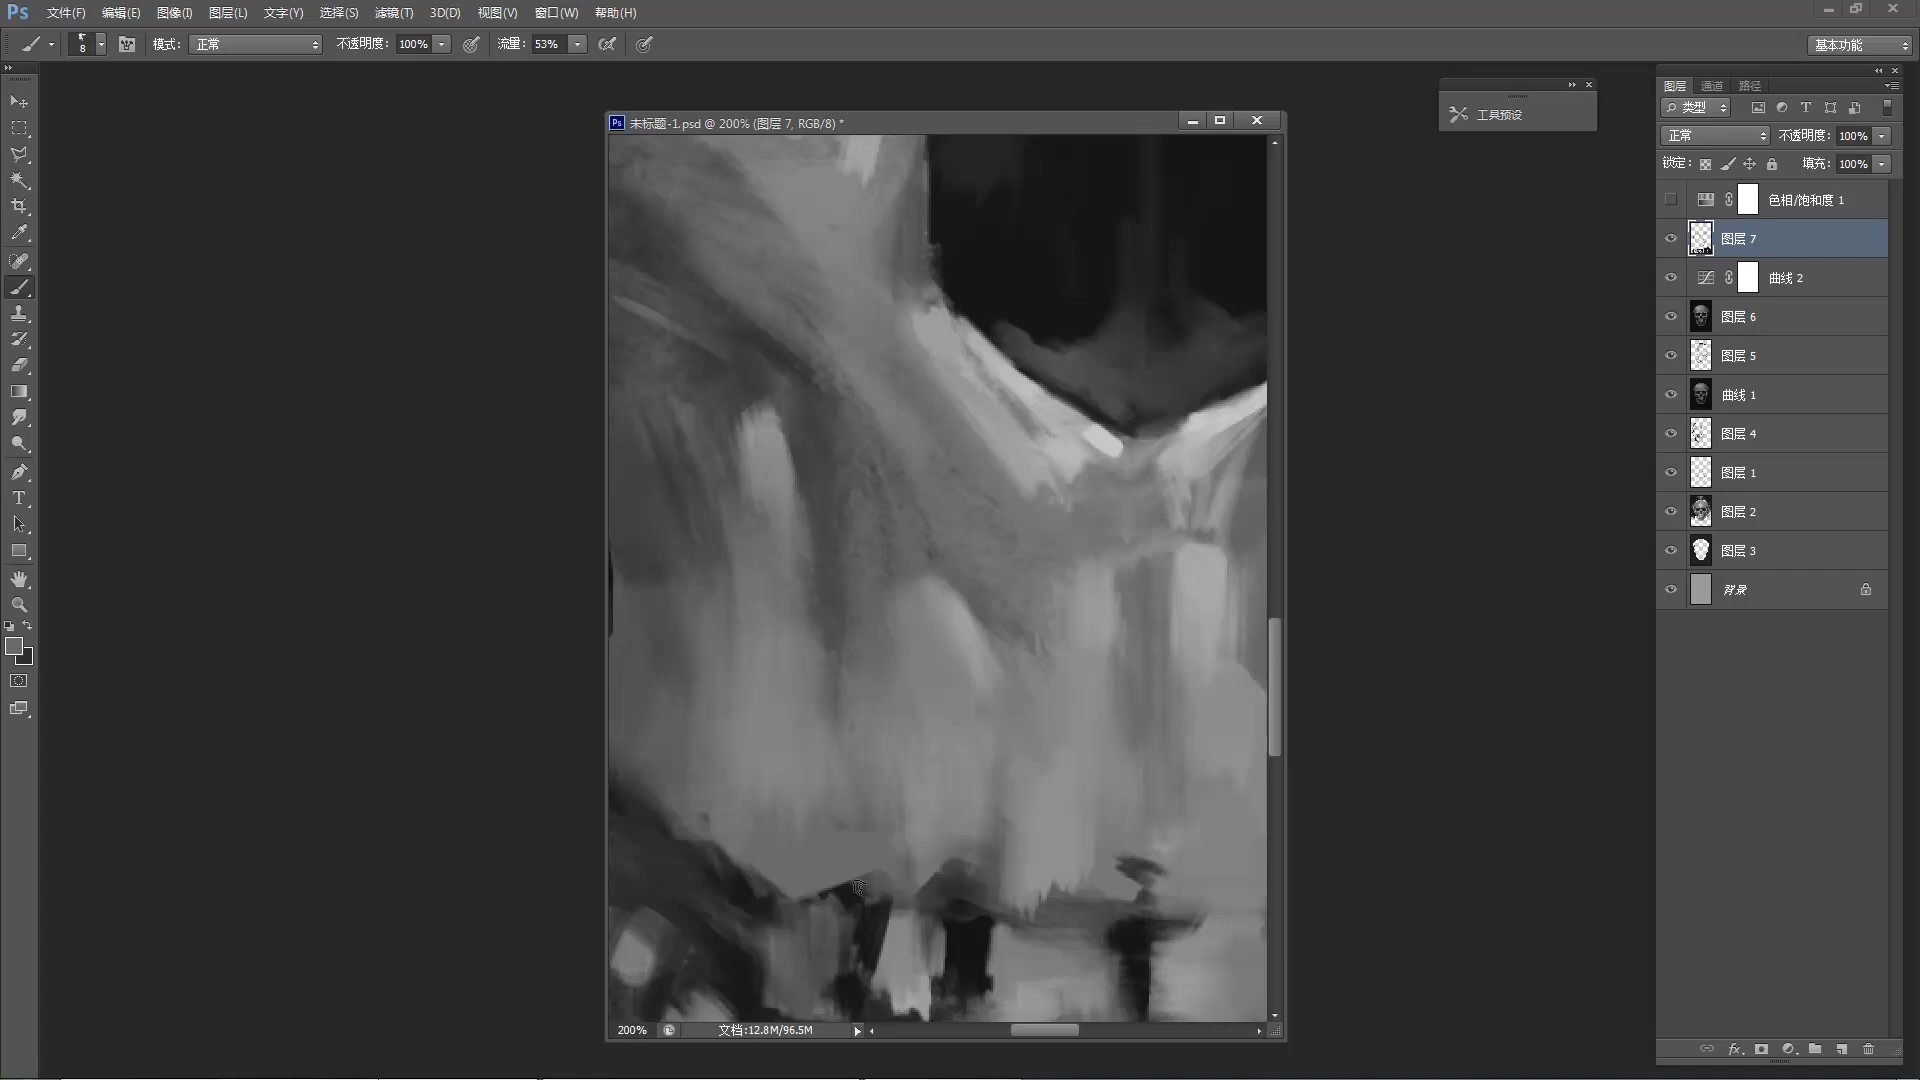 Ps 文件(F) 编辑(E) 图像(I) 图层(L) 文字(Y) 选择(S) 滤镜(T) 3D(D) 视图(V) 窗口(W) 帮助(H)
8 模式: 正常 不透明度: 100% 流量: 53% 基本功能
图层 通道 路径
类型
工具预设
Ps 未标题-1.psd @ 200% (图层 7, RGB/8) *
正常 不透明度: 100%
锁定: 填充: 100%
色相/饱和度 1
图层 7
曲线 2
图层 6
图层 5
曲线 1
图层 4
图层 1
图层 2
图层 3
背景
200% 文档:12.8M/96.5M
fx